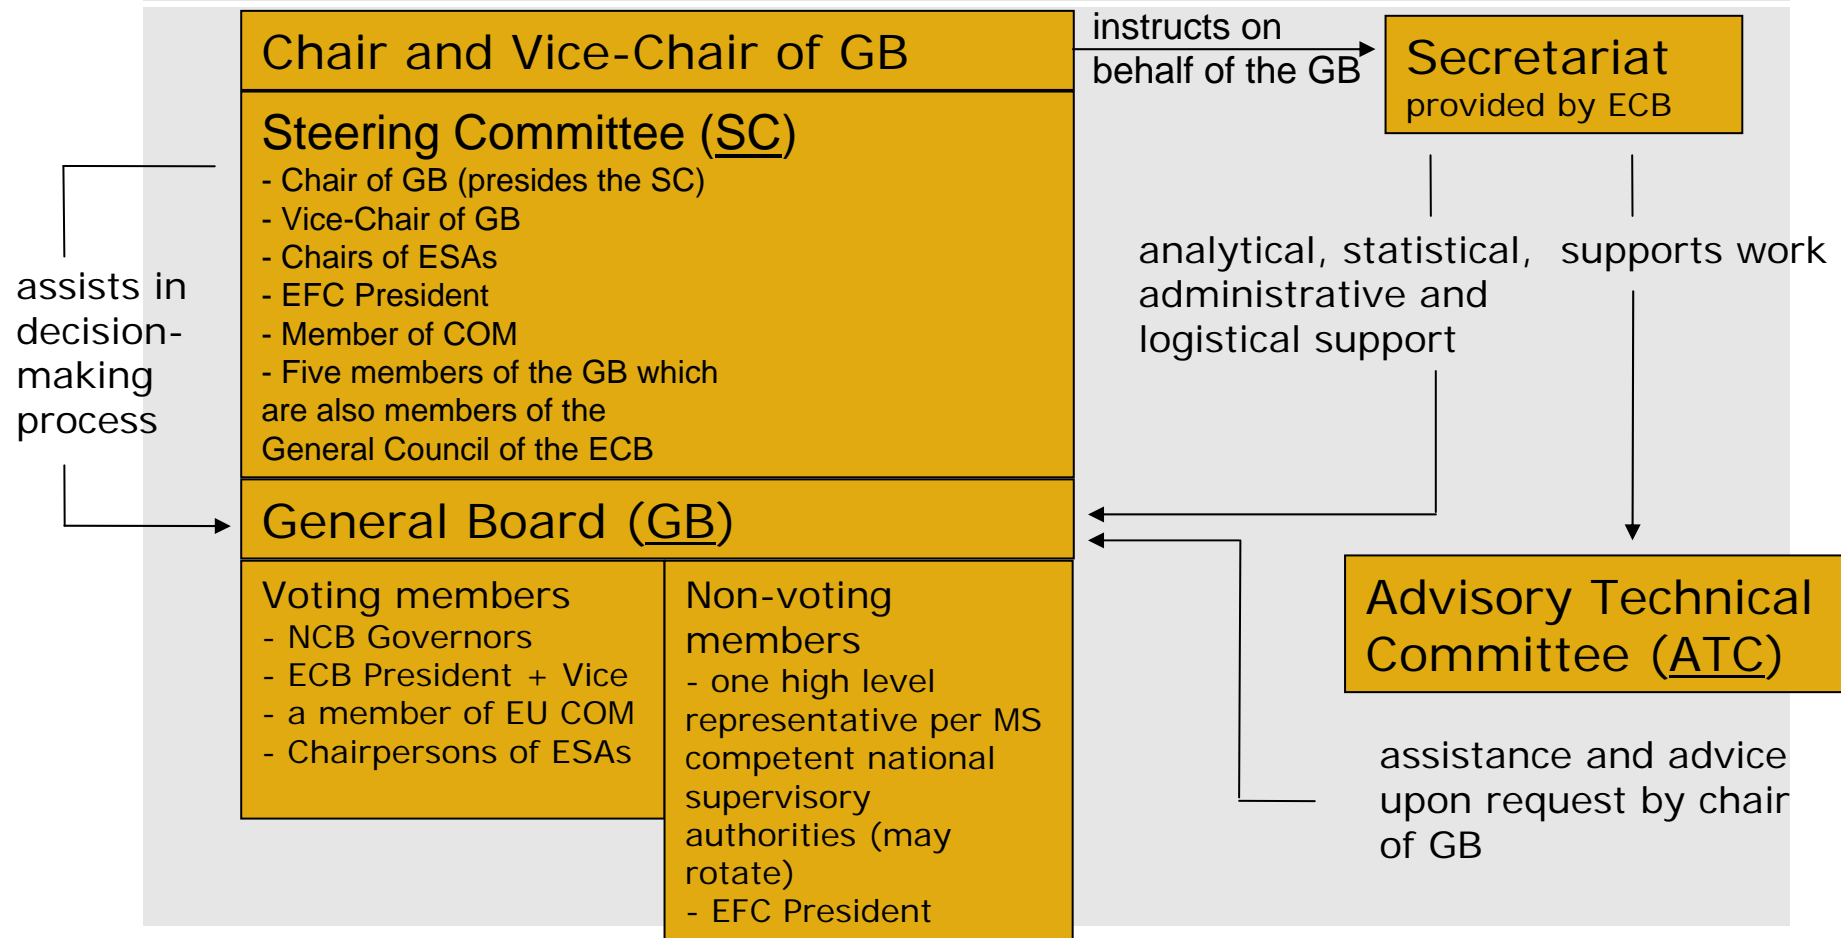 Chair and Vice-Chair of GB
instructs on
behalf of the GB
Secretariat
provided by ECB
Steering Committee (SC)
- Chair of GB (presides the SC)
- Vice-Chair of GB
- Chairs of ESAs
- EFC President
- Member of COM
- Five members of the GB which
are also members of the
General Council of the ECB
assists in
decision-
making
process
analytical, statistical,
administrative and
logistical support
supports work
General Board (GB)
Voting members
- NCB Governors
- ECB President + Vice
- a member of EU COM
- Chairpersons of ESAs
Non-voting
members
- one high level
representative per MS
competent national
supervisory
authorities (may
rotate)
- EFC President
Advisory Technical
Committee (ATC)
assistance and advice
upon request by chair
of GB